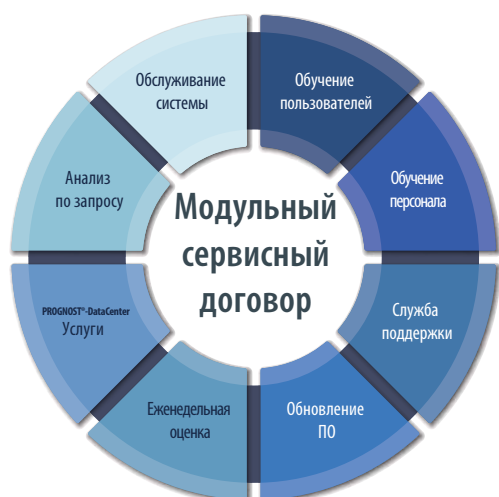 Обслуживание
системы
Обучение
пользователей
Обучение
персонала
Служба
поддержки
Обновление
ПО
Еженедельная
оценка
PROGNOST®-DataCenter
Услуги
Анализ
по запросу
Модульный
сервисный
договор